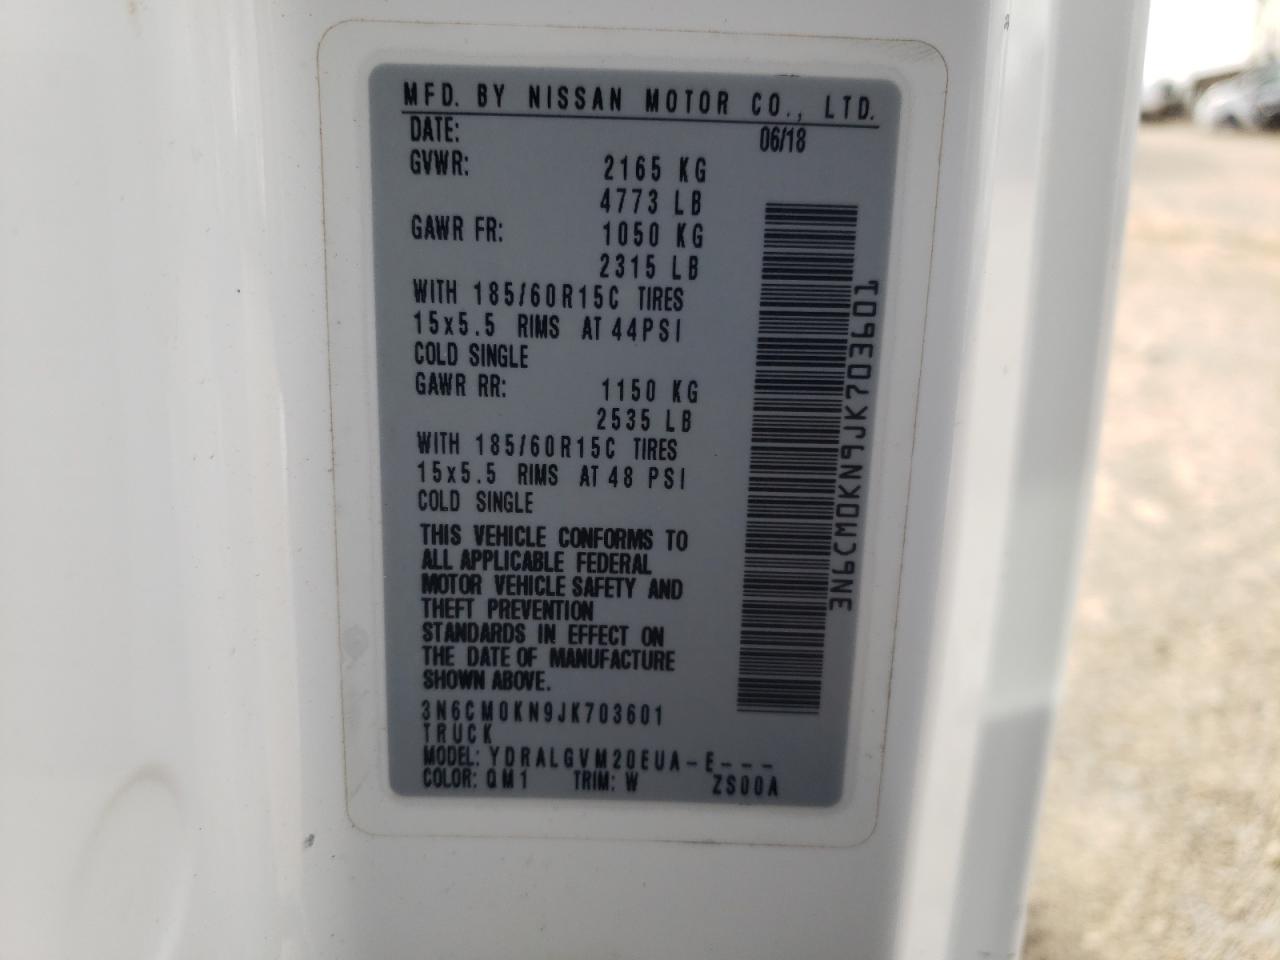 MFD. BY NISSAN MOTOR CO., LTD.
DATE: 06/18
GVWR: 2165 KG
4773 LB
GAWR FR: 1050 KG
2315 LB
WITH 185/60R15C TIRES
15x5.5 RIMS AT 44PSI
COLD SINGLE
GAWR RR: 1150 KG
2535 LB
WITH 185/60R15C TIRES
15x5.5 RIMS AT 48 PSI
COLD SINGLE
THIS VEHICLE CONFORMS TO
ALL APPLICABLE FEDERAL
MOTOR VEHICLE SAFETY AND
THEFT PREVENTION
STANDARDS IN EFFECT ON
THE DATE OF MANUFACTURE
SHOWN ABOVE.
3N6CM0KN9JK703601
TRUCK
MODEL: YDRALGVM20EUA-E---
COLOR: QM1 TRIM: W ZS00A
3N6CM0KN9JK703601